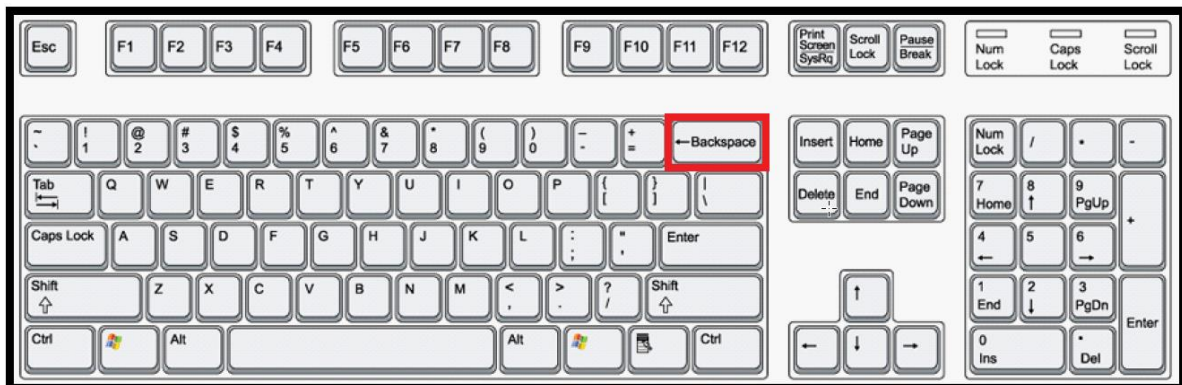 Esc F1 F2 F3 F4 F5 F6 F7 F8 F9 F10 F11 F12
Print Screen SysRq
Scroll Lock
Pause Break
Num Lock
Caps Lock
Scroll Lock
~ ! @ # $ % ^ & * ( ) – +
` 1 2 3 4 5 6 7 8 9 0 - = ←Backspace
Insert Home Page Up
Num Lock / * -
Tab Q W E R T Y U I O P { [ } ] | \
Delete End Page Down
7 Home 8 ↑ 9 PgUp +
Caps Lock A S D F G H J K L : ; " ' Enter
4 ← 5 6 →
Shift Z X C V B N M < , > . ? / Shift
↑
1 End 2 ↓ 3 PgDn Enter
Ctrl Alt Alt Ctrl
← ↓ →
0 Ins . Del